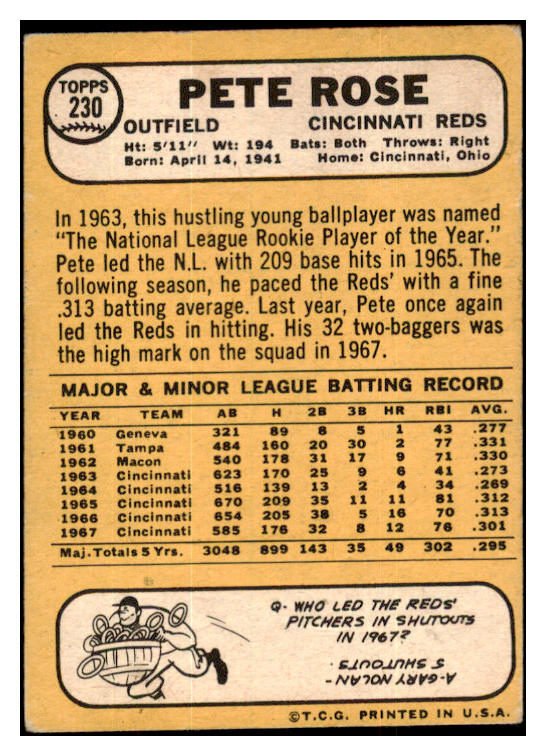 TOPPS
230
PETE ROSE
OUTFIELD CINCINNATI REDS
Ht: 5'11" Wt: 194 Bats: Both Throws: Right
Born: April 14, 1941 Home: Cincinnati, Ohio
In 1963, this hustling young ballplayer was named
"The National League Rookie Player of the Year."
Pete led the N.L. with 209 base hits in 1965. The
following season, he paced the Reds' with a fine
.313 batting average. Last year, Pete once again
led the Reds in hitting. His 32 two-baggers was
the high mark on the squad in 1967.
MAJOR & MINOR LEAGUE BATTING RECORD
YEAR TEAM AB H 2B 3B HR RBI AVG.
1960 Geneva 321 89 8 5 1 43 .277
1961 Tampa 484 160 20 30 2 77 .331
1962 Macon 540 178 31 17 9 71 .330
1963 Cincinnati 623 170 25 9 6 41 .273
1964 Cincinnati 516 139 13 2 4 34 .269
1965 Cincinnati 670 209 35 11 11 81 .312
1966 Cincinnati 654 205 38 5 16 70 .313
1967 Cincinnati 585 176 32 8 12 76 .301
Maj. Totals 5 Yrs. 3048 899 143 35 49 302 .295
Q- WHO LED THE REDS'
PITCHERS IN SHUTOUTS
IN 1967?
A-GARY NOLAN -
5 SHUTOUTS.
©T.C.G. PRINTED IN U.S.A.